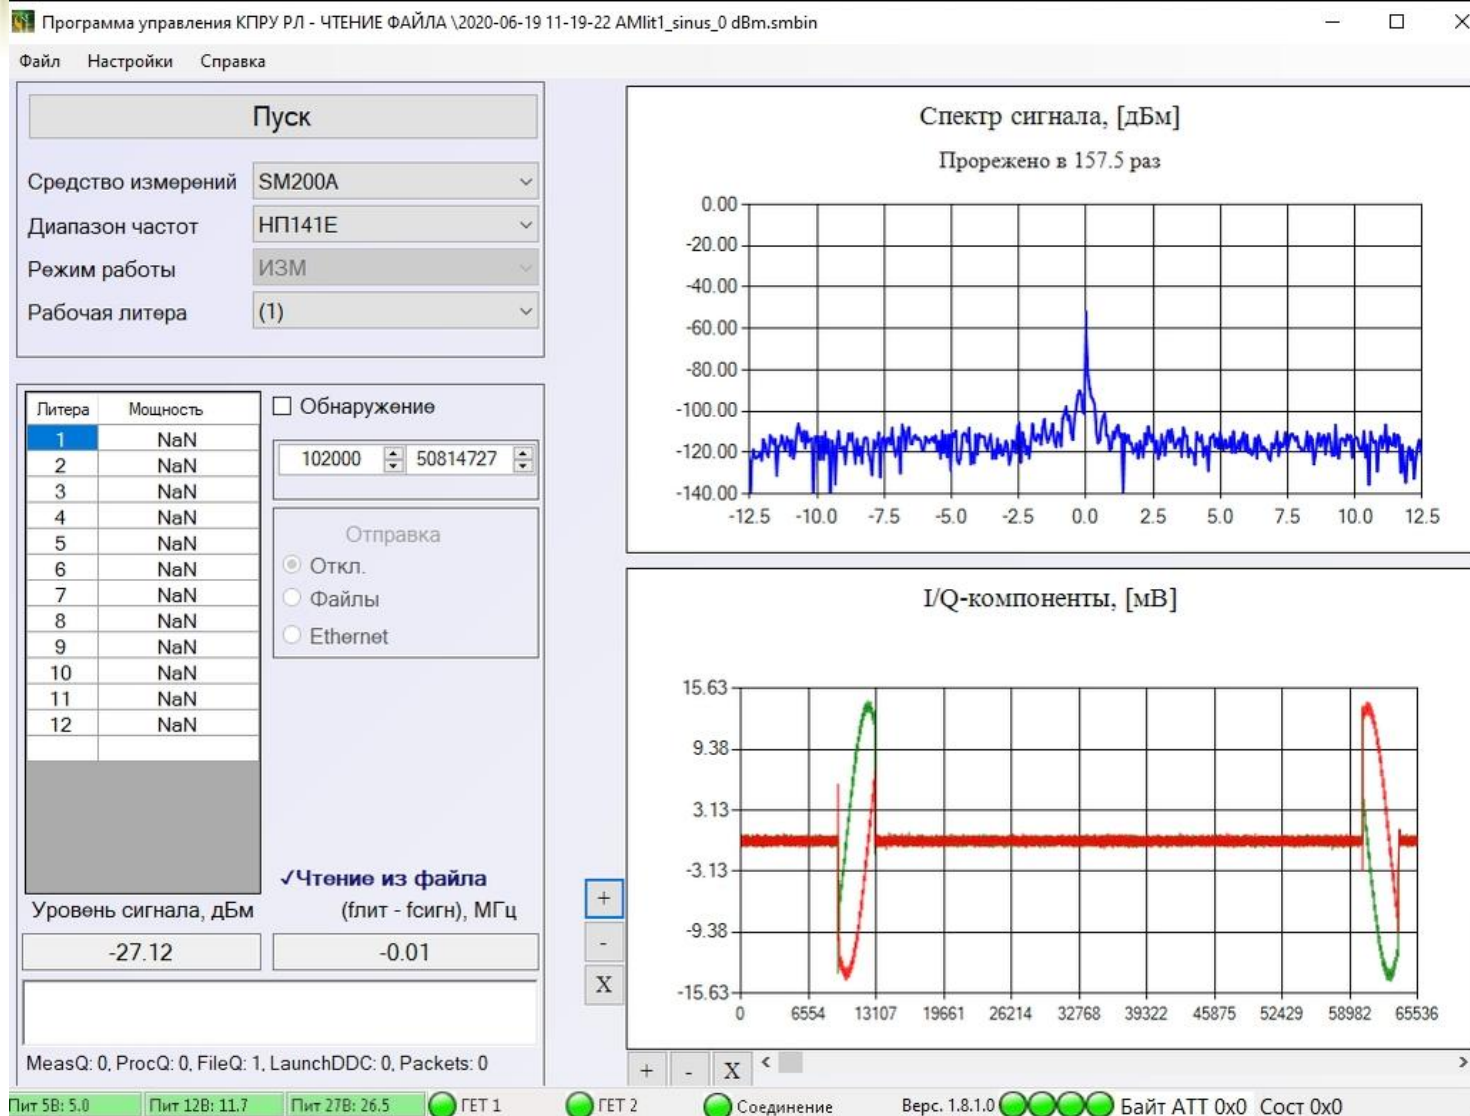 Программа управления КПРУ РЛ - ЧТЕНИЕ ФАЙЛА \2020-06-19 11-19-22 AMlit1_sinus_0 dBm.smbin
Файл Настройки Справка
Пуск
Средство измерений SM200A
Диапазон частот НП141Е
Режим работы ИЗМ
Рабочая литера (1)
Литера Мощность
1 NaN
2 NaN
3 NaN
4 NaN
5 NaN
6 NaN
7 NaN
8 NaN
9 NaN
10 NaN
11 NaN
12 NaN
Обнаружение
102000 50814727
Отправка
Откл.
Файлы
Ethernet
✓Чтение из файла
Уровень сигнала, дБм (fлит - fсигн), МГц
-27.12 -0.01
MeasQ: 0, ProcQ: 0, FileQ: 1, LaunchDDC: 0, Packets: 0
Спектр сигнала, [дБм]
Прорежено в 157.5 раз
0.00
-20.00
-40.00
-60.00
-80.00
-100.00
-120.00
-140.00
-12.5 -10.0 -7.5 -5.0 -2.5 0.0 2.5 5.0 7.5 10.0 12.5
I/Q-компоненты, [мВ]
15.63
9.38
3.13
-3.13
-9.38
-15.63
0 6554 13107 19661 26214 32768 39322 45875 52429 58982 65536
+
-
X
+ - X < >
Пит 5В: 5.0 Пит 12В: 11.7 Пит 27В: 26.5 ГЕТ 1 ГЕТ 2 Соединение Верс. 1.8.1.0 Байт АТТ 0x0 Сост 0x0